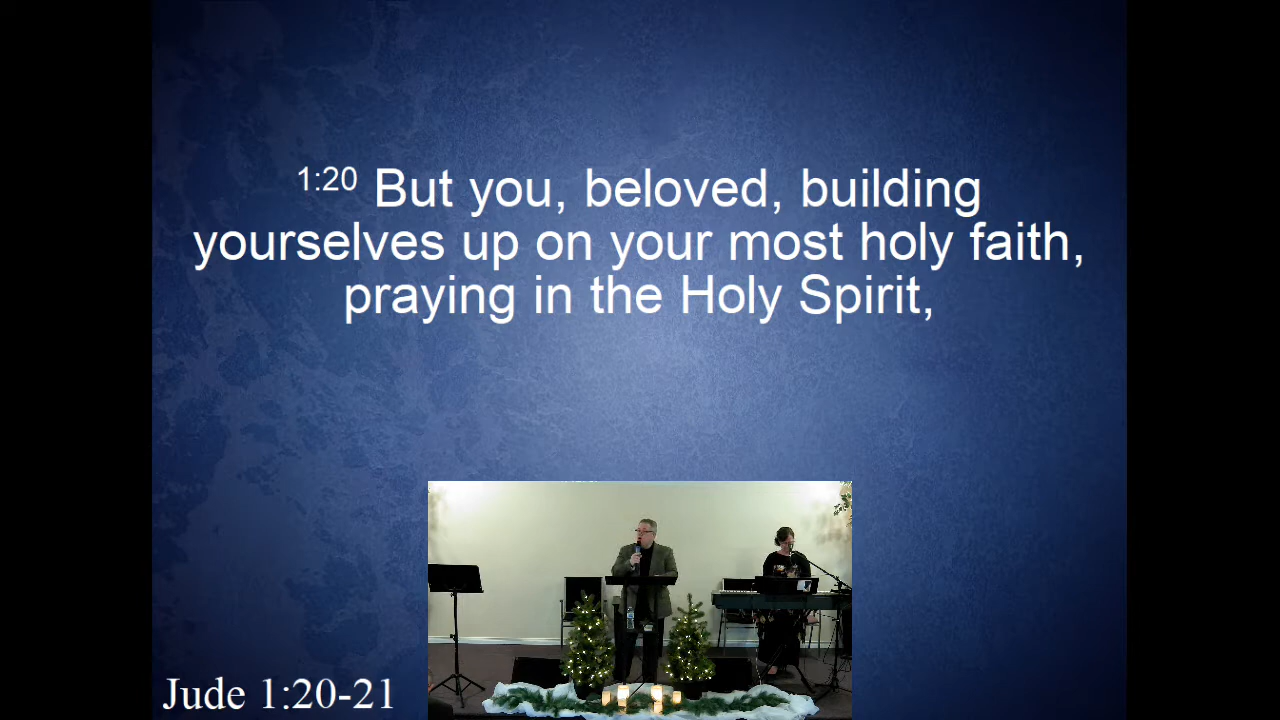 1:20 But you, beloved, building
yourselves up on your most holy faith,
praying in the Holy Spirit,
Jude 1:20-21